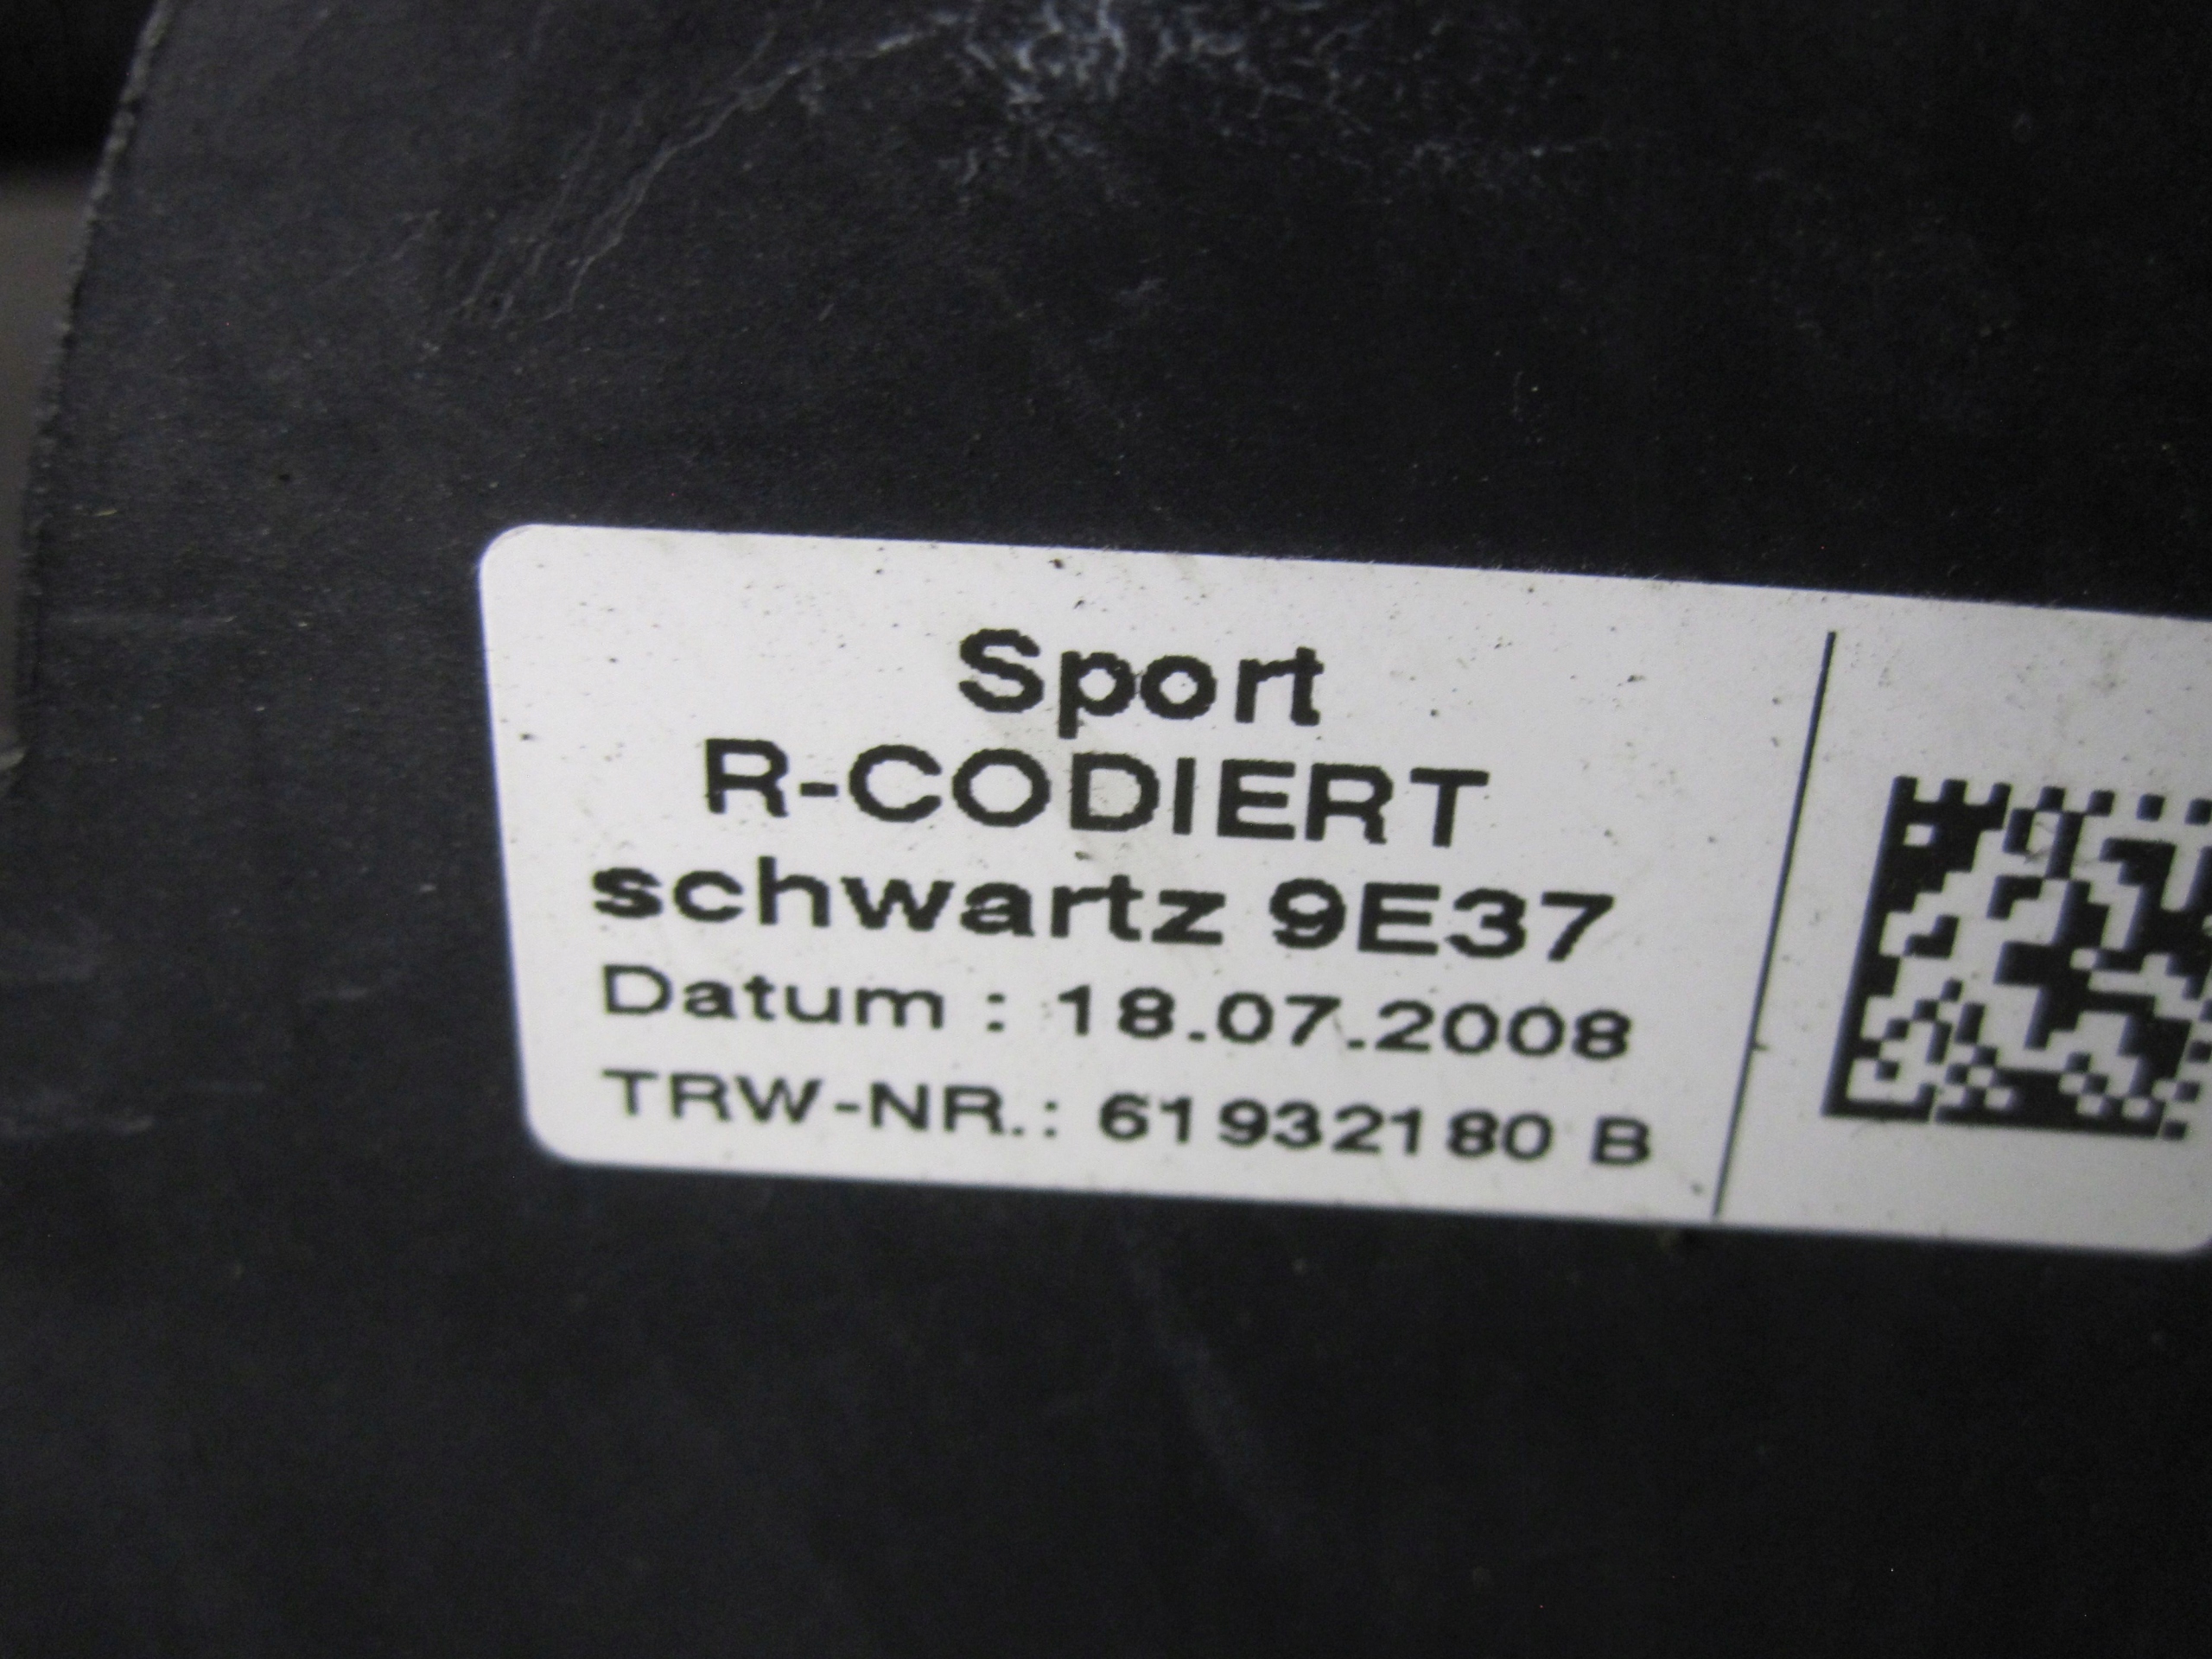 Sport
R-CODIERT
schwartz 9E37
Datum : 18.07.2008
TRW-NR.: 61932180 B